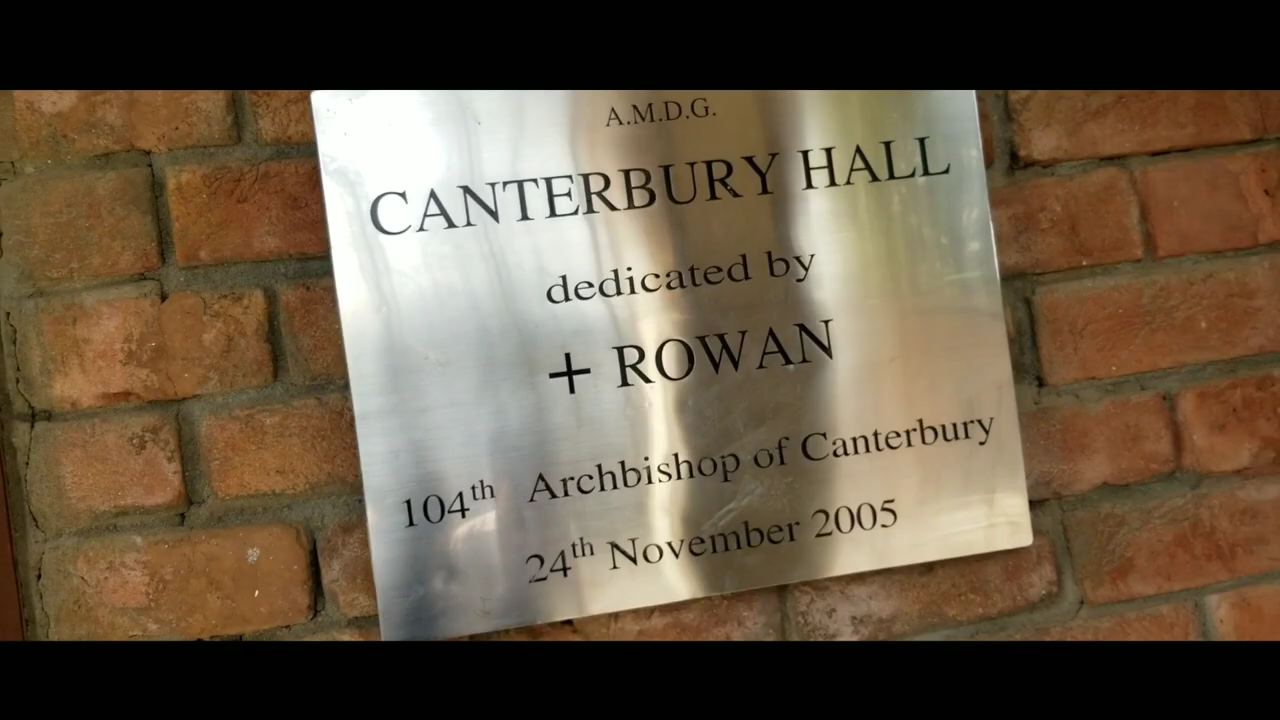 A.M.D.G.
CANTERBURY HALL
dedicated by
+ ROWAN
104th Archbishop of Canterbury
24th November 2005